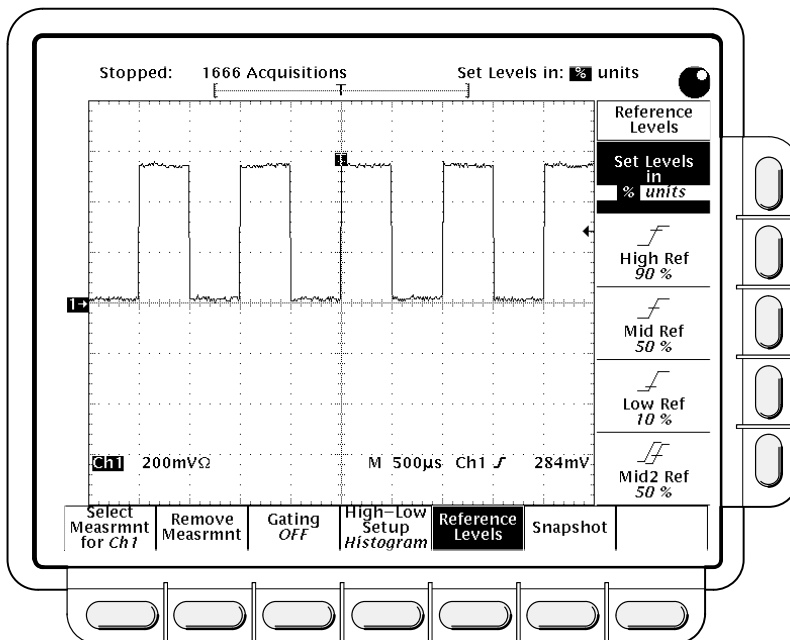 Stopped: 1666 Acquisitions
Set Levels in: % units
T
Reference
Levels
Set Levels
in
% units
High Ref
90 %
Mid Ref
50 %
Low Ref
10 %
Mid2 Ref
50 %
1
Ch1 200mVΩ M 500µs Ch1 284mV
Select
Measrmnt
for Ch1
Remove
Measrmnt
Gating
OFF
High–Low
Setup
Histogram
Reference
Levels
Snapshot